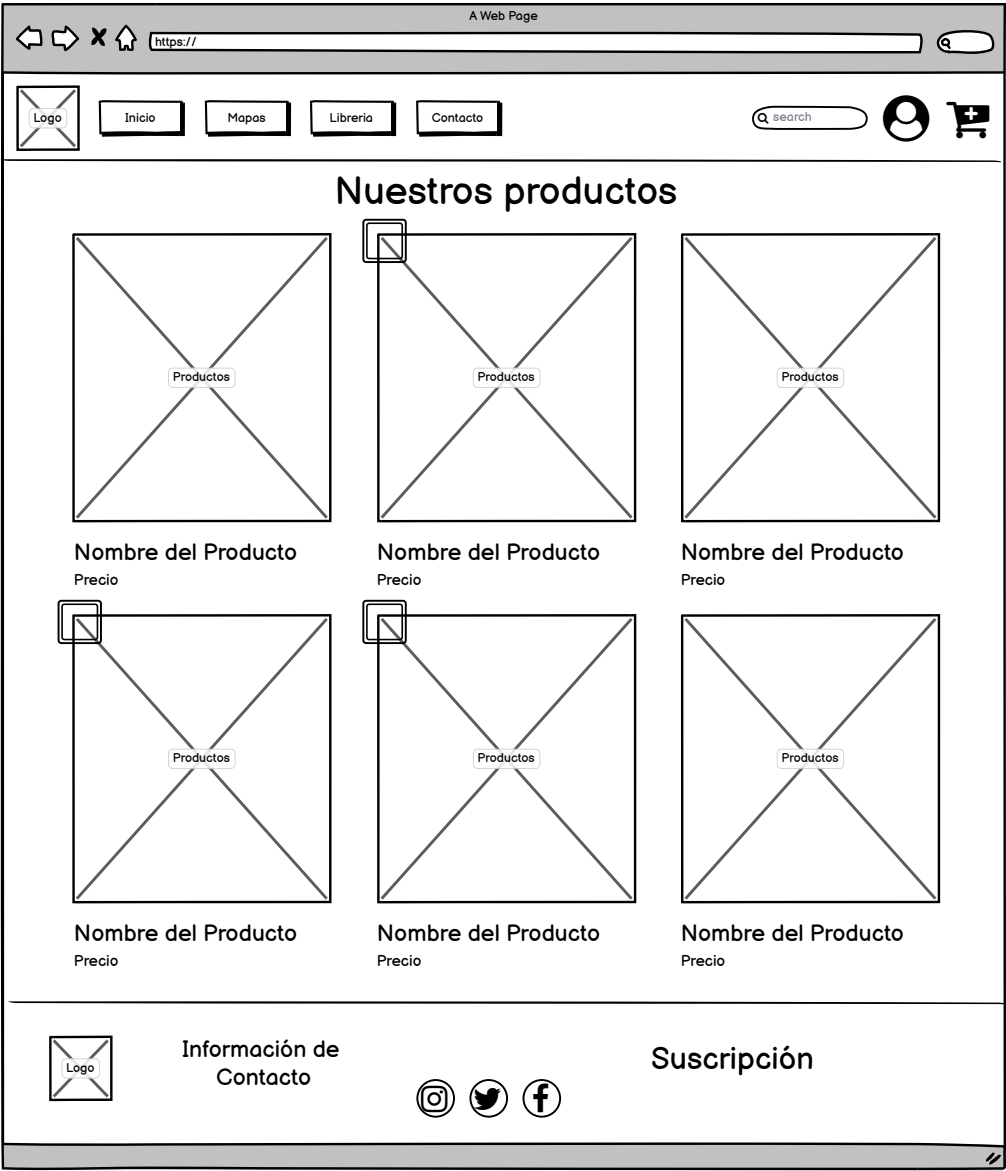 A Web Page
https://
Logo
Inicio
Mapas
Libreria
Contacto
search
Nuestros productos
Productos
Productos
Productos
Nombre del Producto
Precio
Nombre del Producto
Precio
Nombre del Producto
Precio
Productos
Productos
Productos
Nombre del Producto
Precio
Nombre del Producto
Precio
Nombre del Producto
Precio
Logo
Información de
Contacto
Suscripción